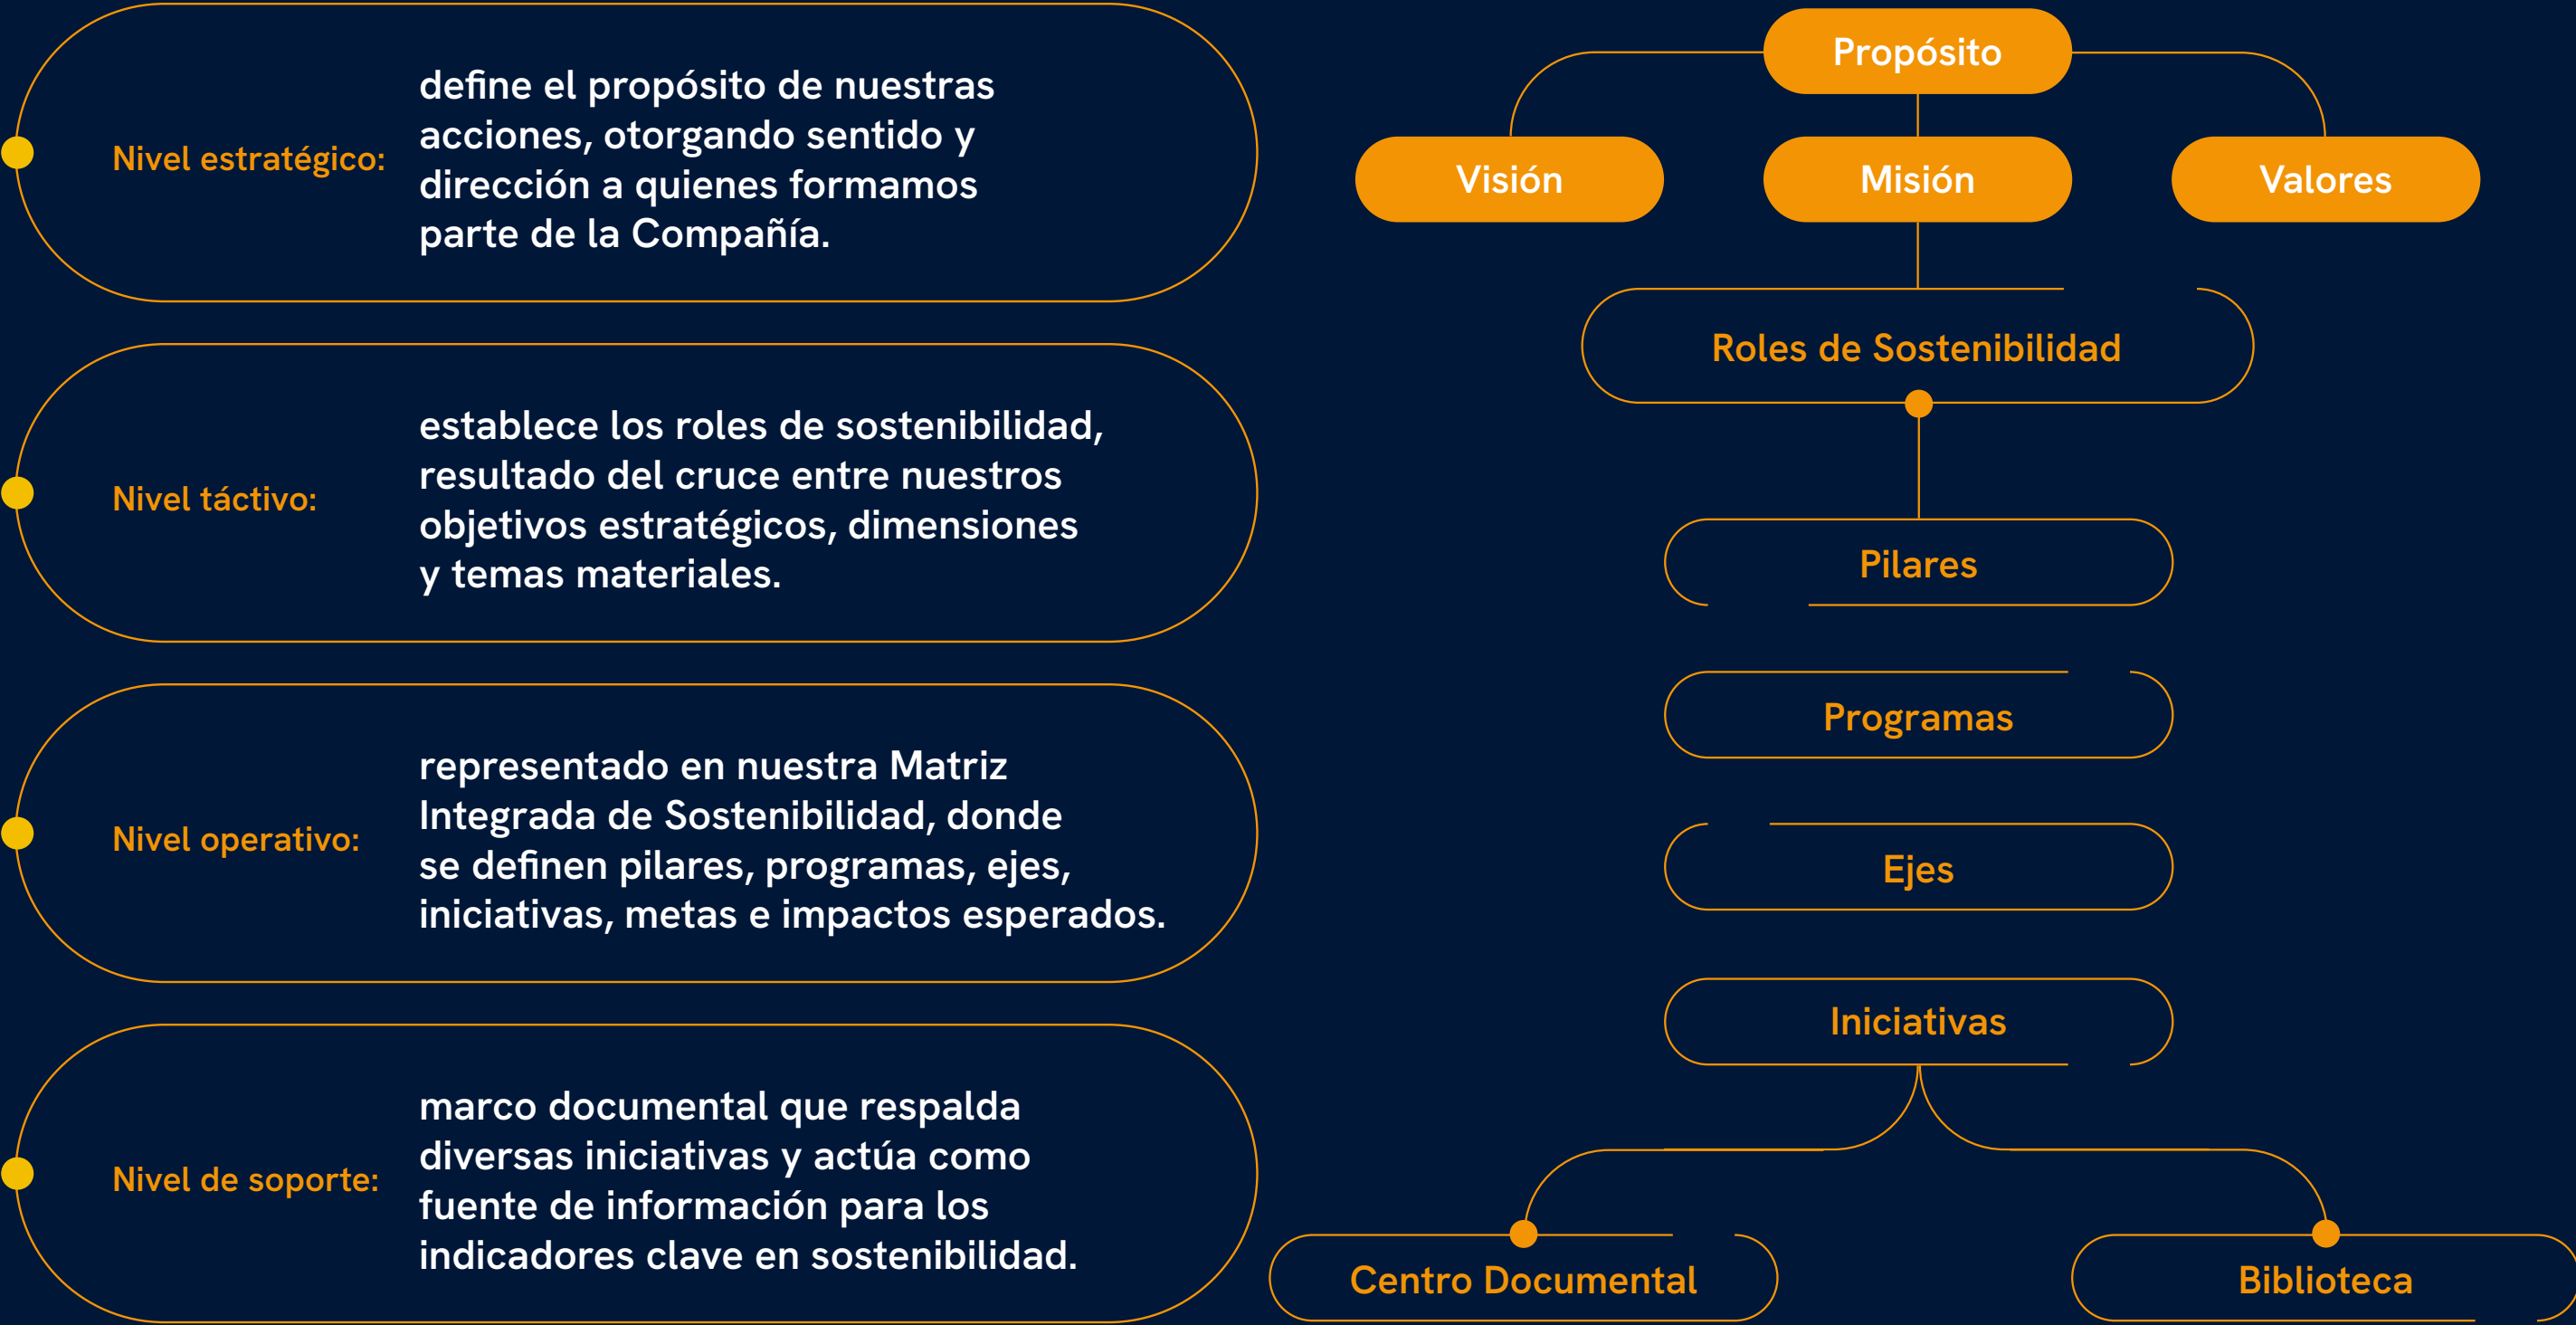 Nivel estratégico:
define el propósito de nuestras
acciones, otorgando sentido y
dirección a quienes formamos
parte de la Compañía.
Nivel táctivo:
establece los roles de sostenibilidad,
resultado del cruce entre nuestros
objetivos estratégicos, dimensiones
y temas materiales.
Nivel operativo:
representado en nuestra Matriz
Integrada de Sostenibilidad, donde
se definen pilares, programas, ejes,
iniciativas, metas e impactos esperados.
Nivel de soporte:
marco documental que respalda
diversas iniciativas y actúa como
fuente de información para los
indicadores clave en sostenibilidad.
Propósito
Visión
Misión
Valores
Roles de Sostenibilidad
Pilares
Programas
Ejes
Iniciativas
Centro Documental
Biblioteca